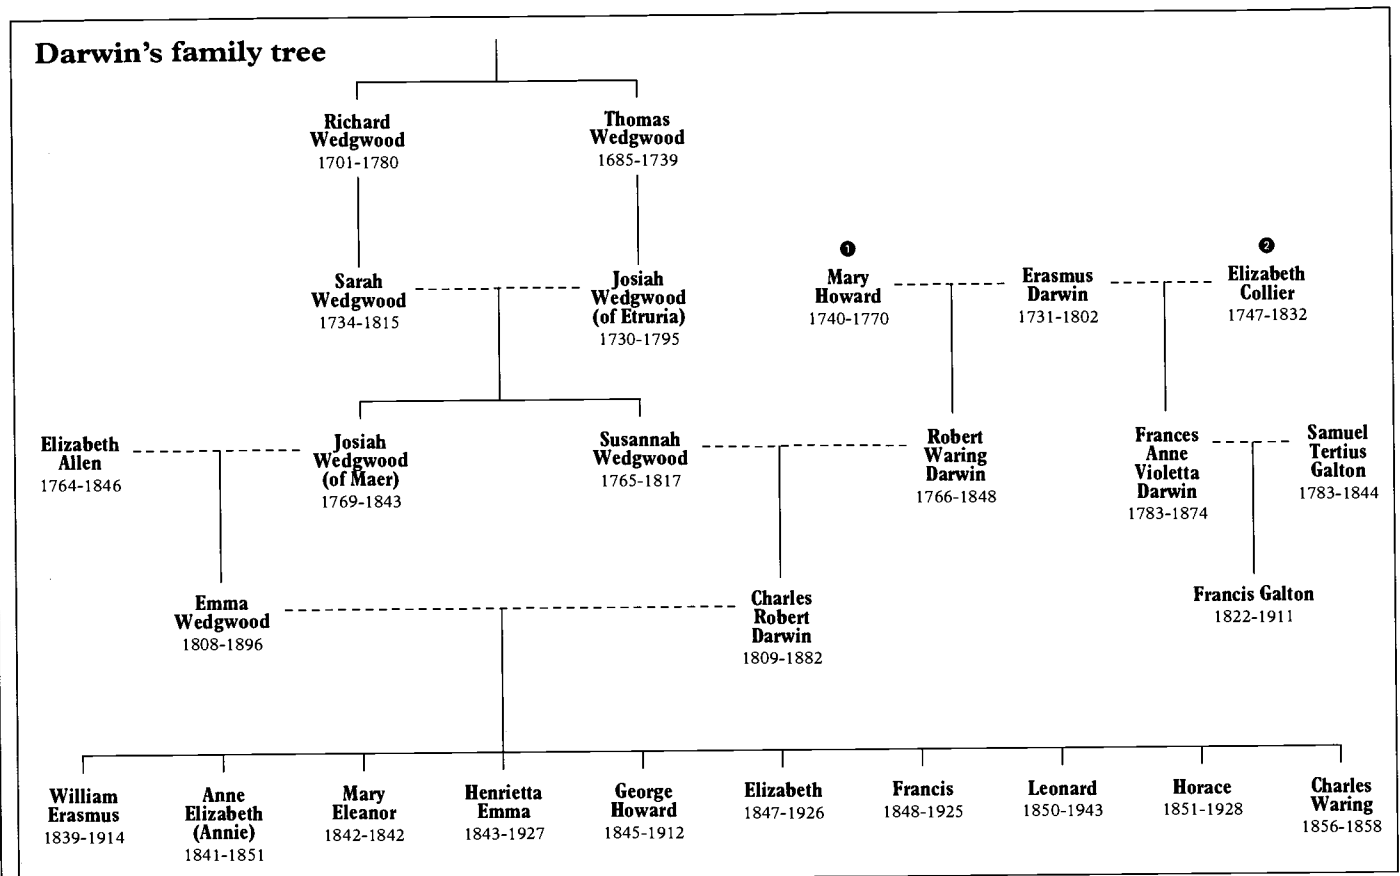 Darwin's family tree
Richard
Wedgwood
1701-1780
Thomas
Wedgwood
1685-1739
Sarah
Wedgwood
1734-1815
Josiah
Wedgwood
(of Etruria)
1730-1795
1
Mary
Howard
1740-1770
Erasmus
Darwin
1731-1802
2
Elizabeth
Collier
1747-1832
Elizabeth
Allen
1764-1846
Josiah
Wedgwood
(of Maer)
1769-1843
Susannah
Wedgwood
1765-1817
Robert
Waring
Darwin
1766-1848
Frances
Anne
Violetta
Darwin
1783-1874
Samuel
Tertius
Galton
1783-1844
Emma
Wedgwood
1808-1896
Charles
Robert
Darwin
1809-1882
Francis Galton
1822-1911
William
Erasmus
1839-1914
Anne
Elizabeth
(Annie)
1841-1851
Mary
Eleanor
1842-1842
Henrietta
Emma
1843-1927
George
Howard
1845-1912
Elizabeth
1847-1926
Francis
1848-1925
Leonard
1850-1943
Horace
1851-1928
Charles
Waring
1856-1858